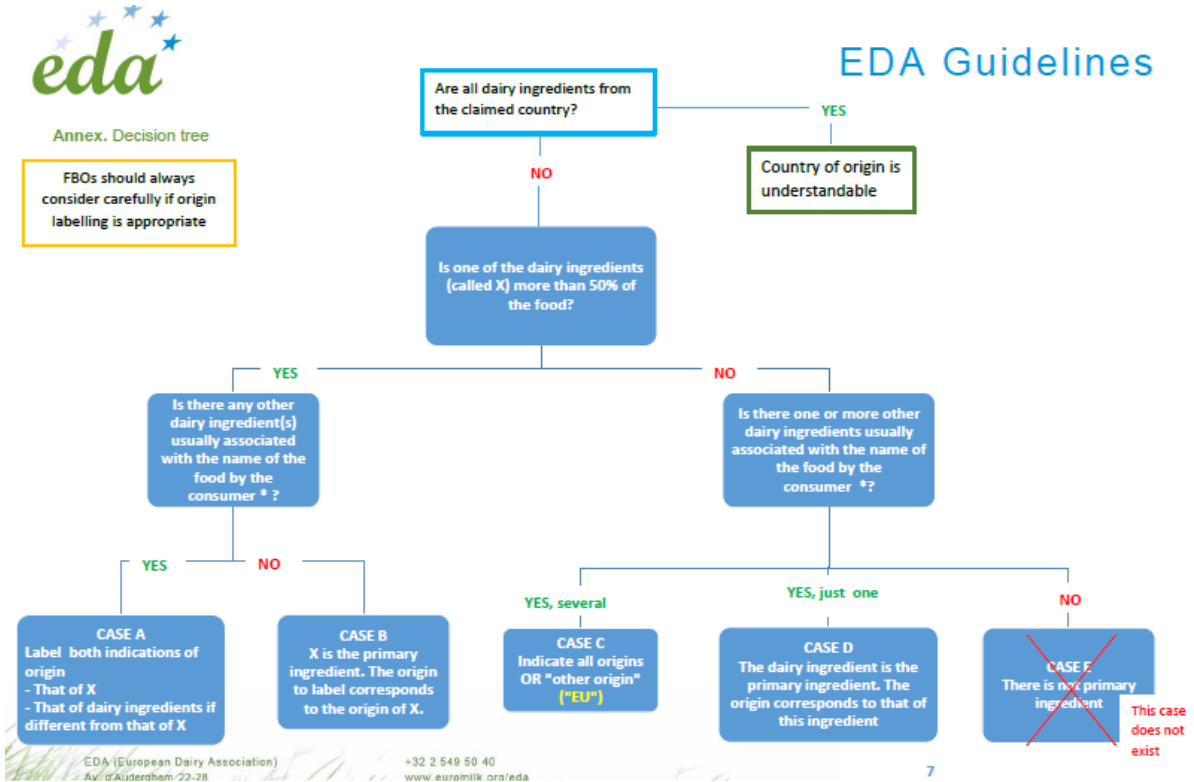 eda
EDA Guidelines
Annex. Decision tree
FBOs should always
consider carefully if origin
labelling is appropriate
Are all dairy ingredients from
the claimed country?
YES
Country of origin is
understandable
NO
Is one of the dairy ingredients
(called X) more than 50% of
the food?
YES
NO
Is there any other
dairy ingredient(s)
usually associated
with the name of the
food by the
consumer * ?
Is there one or more other
dairy ingredients usually
associated with the name of
the food by the
consumer *?
YES
NO
YES, several
YES, just one
NO
CASE A
Label both indications of
origin
- That of X
- That of dairy ingredients if
different from that of X
CASE B
X is the primary
ingredient. The origin
to label corresponds
to the origin of X.
CASE C
Indicate all origins
OR "other origin"
("EU")
CASE D
The dairy ingredient is the
primary ingredient. The
origin corresponds to that of
this ingredient
CASE E
There is not primary
ingredient
This case
does not
exist
EDA (European Dairy Association)
Av. d'Auderghem 22-28
+32 2 549 50 40
www.euromilk.org/eda
7